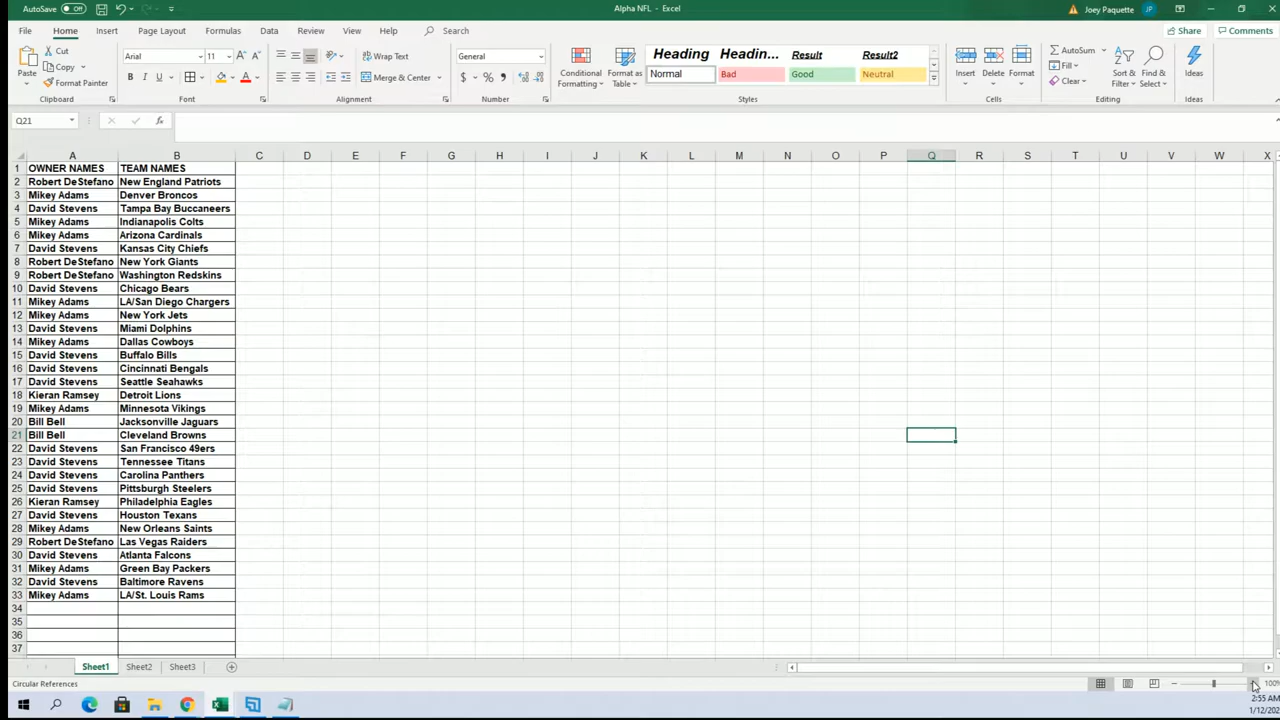 AutoSave Off Alpha NFL - Excel Joey Paquette JP
File Home Insert Page Layout Formulas Data Review View Help Search Share Comments
Paste Cut Copy Format Painter Clipboard
Arial 11 A A B I U A Font
ab Wrap Text Merge & Center Alignment
General $ % Number
Conditional Formatting Format as Table Heading Headin... Result Result2
Normal Bad Good Neutral Styles
Insert Delete Format Cells
AutoSum Fill Clear Sort & Filter Find & Select Editing
Ideas Ideas
Q21 fx
A B C D E F G H I J K L M N O P Q R S T U V W X
1 OWNER NAMES TEAM NAMES
2 Robert DeStefano New England Patriots
3 Mikey Adams Denver Broncos
4 David Stevens Tampa Bay Buccaneers
5 Mikey Adams Indianapolis Colts
6 Mikey Adams Arizona Cardinals
7 David Stevens Kansas City Chiefs
8 Robert DeStefano New York Giants
9 Robert DeStefano Washington Redskins
10 David Stevens Chicago Bears
11 Mikey Adams LA/San Diego Chargers
12 Mikey Adams New York Jets
13 David Stevens Miami Dolphins
14 Mikey Adams Dallas Cowboys
15 David Stevens Buffalo Bills
16 David Stevens Cincinnati Bengals
17 David Stevens Seattle Seahawks
18 Kieran Ramsey Detroit Lions
19 Mikey Adams Minnesota Vikings
20 Bill Bell Jacksonville Jaguars
21 Bill Bell Cleveland Browns
22 David Stevens San Francisco 49ers
23 David Stevens Tennessee Titans
24 David Stevens Carolina Panthers
25 David Stevens Pittsburgh Steelers
26 Kieran Ramsey Philadelphia Eagles
27 David Stevens Houston Texans
28 Mikey Adams New Orleans Saints
29 Robert DeStefano Las Vegas Raiders
30 David Stevens Atlanta Falcons
31 Mikey Adams Green Bay Packers
32 David Stevens Baltimore Ravens
33 Mikey Adams LA/St. Louis Rams
34
35
36
37
Sheet1 Sheet2 Sheet3
Circular References 100%
2:55 AM
1/12/202